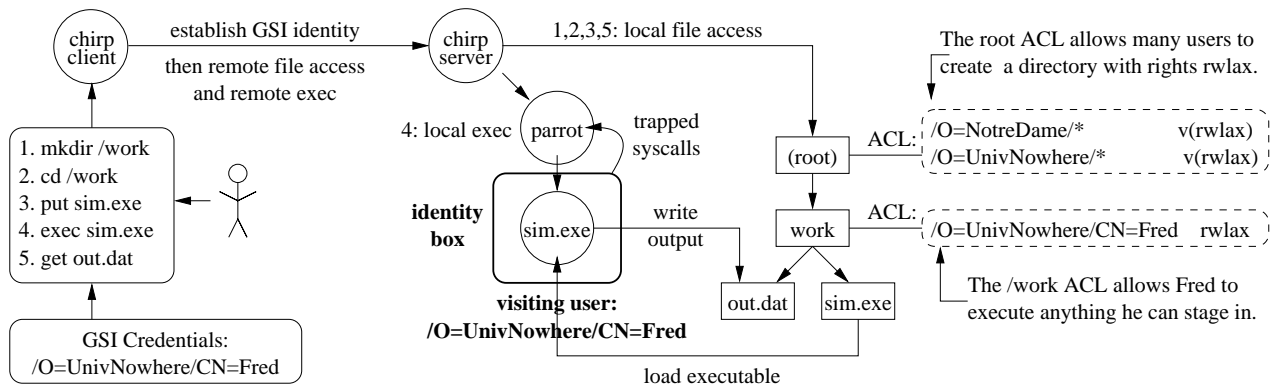 chirp
client
establish GSI identity
then remote file access
and remote exec
chirp
server
1,2,3,5: local file access
The root ACL allows many users to
create a directory with rights rwlax.
4: local exec
parrot
trapped
syscalls
1. mkdir /work
2. cd /work
3. put sim.exe
4. exec sim.exe
5. get out.dat
(root)
ACL:
/O=NotreDame/* v(rwlax)
/O=UnivNowhere/* v(rwlax)
identity
box
sim.exe
write
output
work
ACL:
/O=UnivNowhere/CN=Fred rwlax
out.dat
sim.exe
The /work ACL allows Fred to
execute anything he can stage in.
visiting user:
/O=UnivNowhere/CN=Fred
GSI Credentials:
/O=UnivNowhere/CN=Fred
load executable